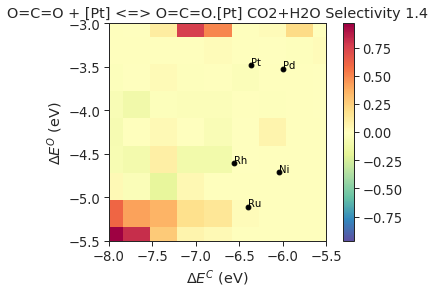 O=C=O + [Pt] <=> O=C=O.[Pt] CO2+H2O Selectivity 1.4
−3.0
−3.5
−4.0
−4.5
−5.0
−5.5
ΔE^O (eV)
Pt
Pd
Rh
Ni
Ru
−8.0 −7.5 −7.0 −6.5 −6.0 −5.5
ΔE^C (eV)
0.75
0.50
0.25
0.00
−0.25
−0.50
−0.75